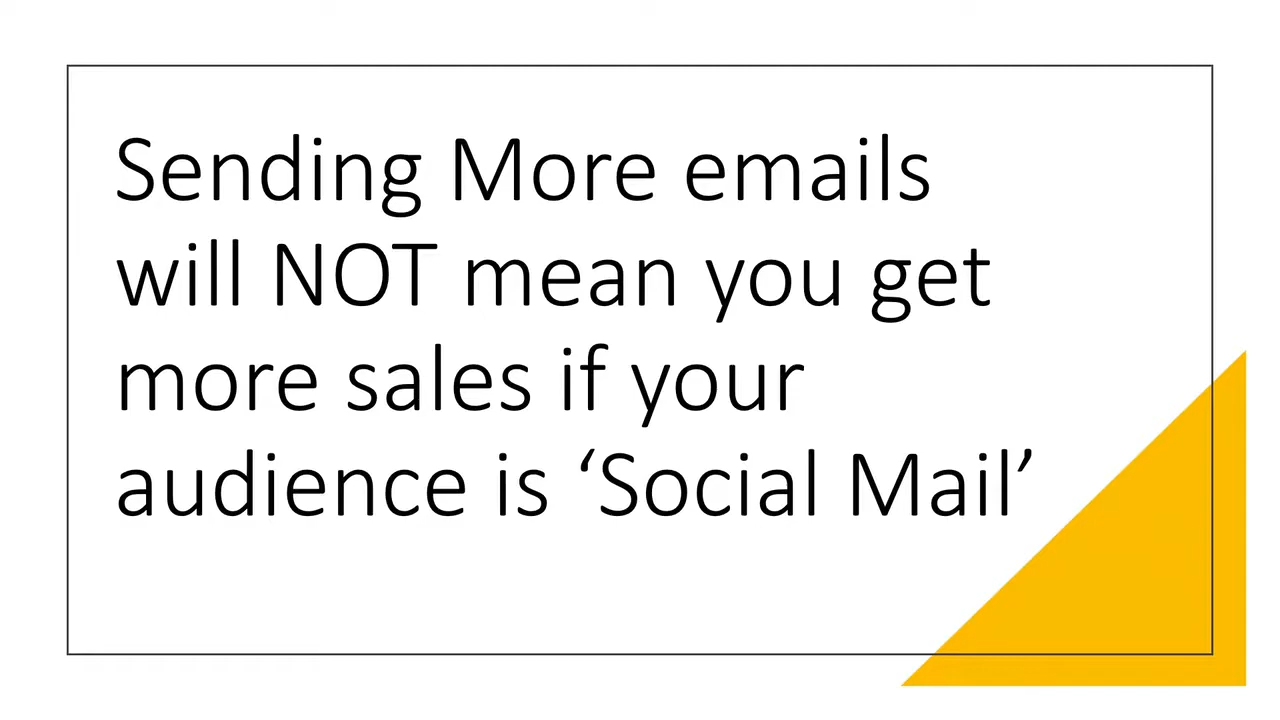 Sending More emails
will NOT mean you get
more sales if your
audience is ‘Social Mail’